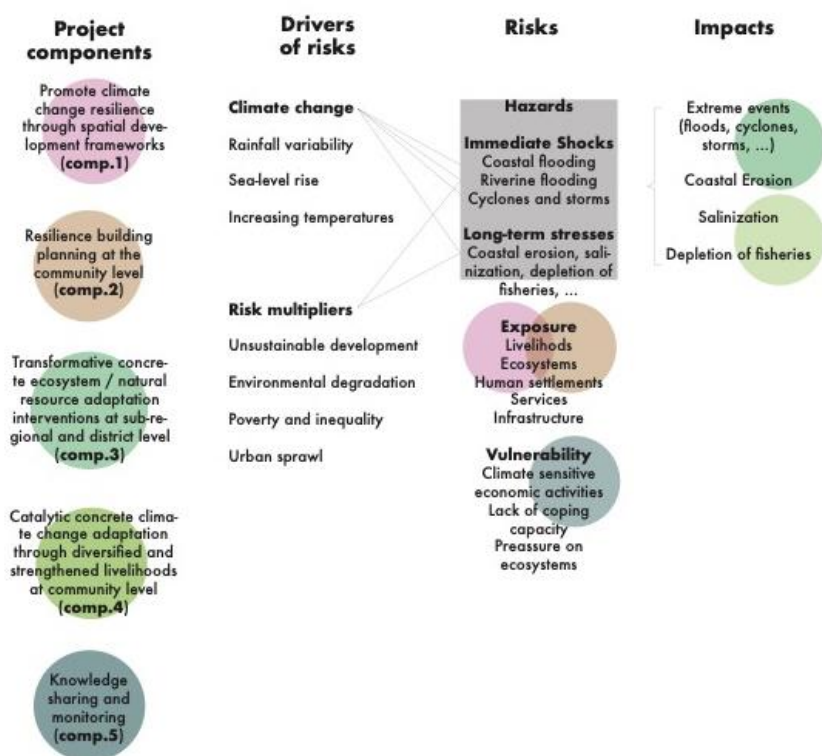 Project
components
Promote climate
change resilience
through spatial deve-
lopment frameworks
(comp.1)
Resilience building
planning at the
community level
(comp.2)
Transformative concre-
te ecosystem / natural
resource adaptation
interventions at sub-re-
gional and district level
(comp.3)
Catalytic concrete clima-
te change adaptation
through diversified and
strengthened livelihoods
at community level
(comp.4)
Knowledge
sharing and
monitoring
(comp.5)
Drivers
of risks
Climate change
Rainfall variability
Sea-level rise
Increasing temperatures
Risk multipliers
Unsustainable development
Environmental degradation
Poverty and inequality
Urban sprawl
Risks
Hazards
Immediate Shocks
Coastal flooding
Riverine flooding
Cyclones and storms
Long-term stresses
Coastal erosion, sali-
nization, depletion of
fisheries, ...
Exposure
Livelihods
Ecosystems
Human settlements
Services
Infrastructure
Vulnerability
Climate sensitive
economic activities
Lack of coping
capacity
Preassure on
ecosystems
Impacts
Extreme events
(floods, cyclones,
storms, ...)
Coastal Erosion
Salinization
Depletion of fisheries